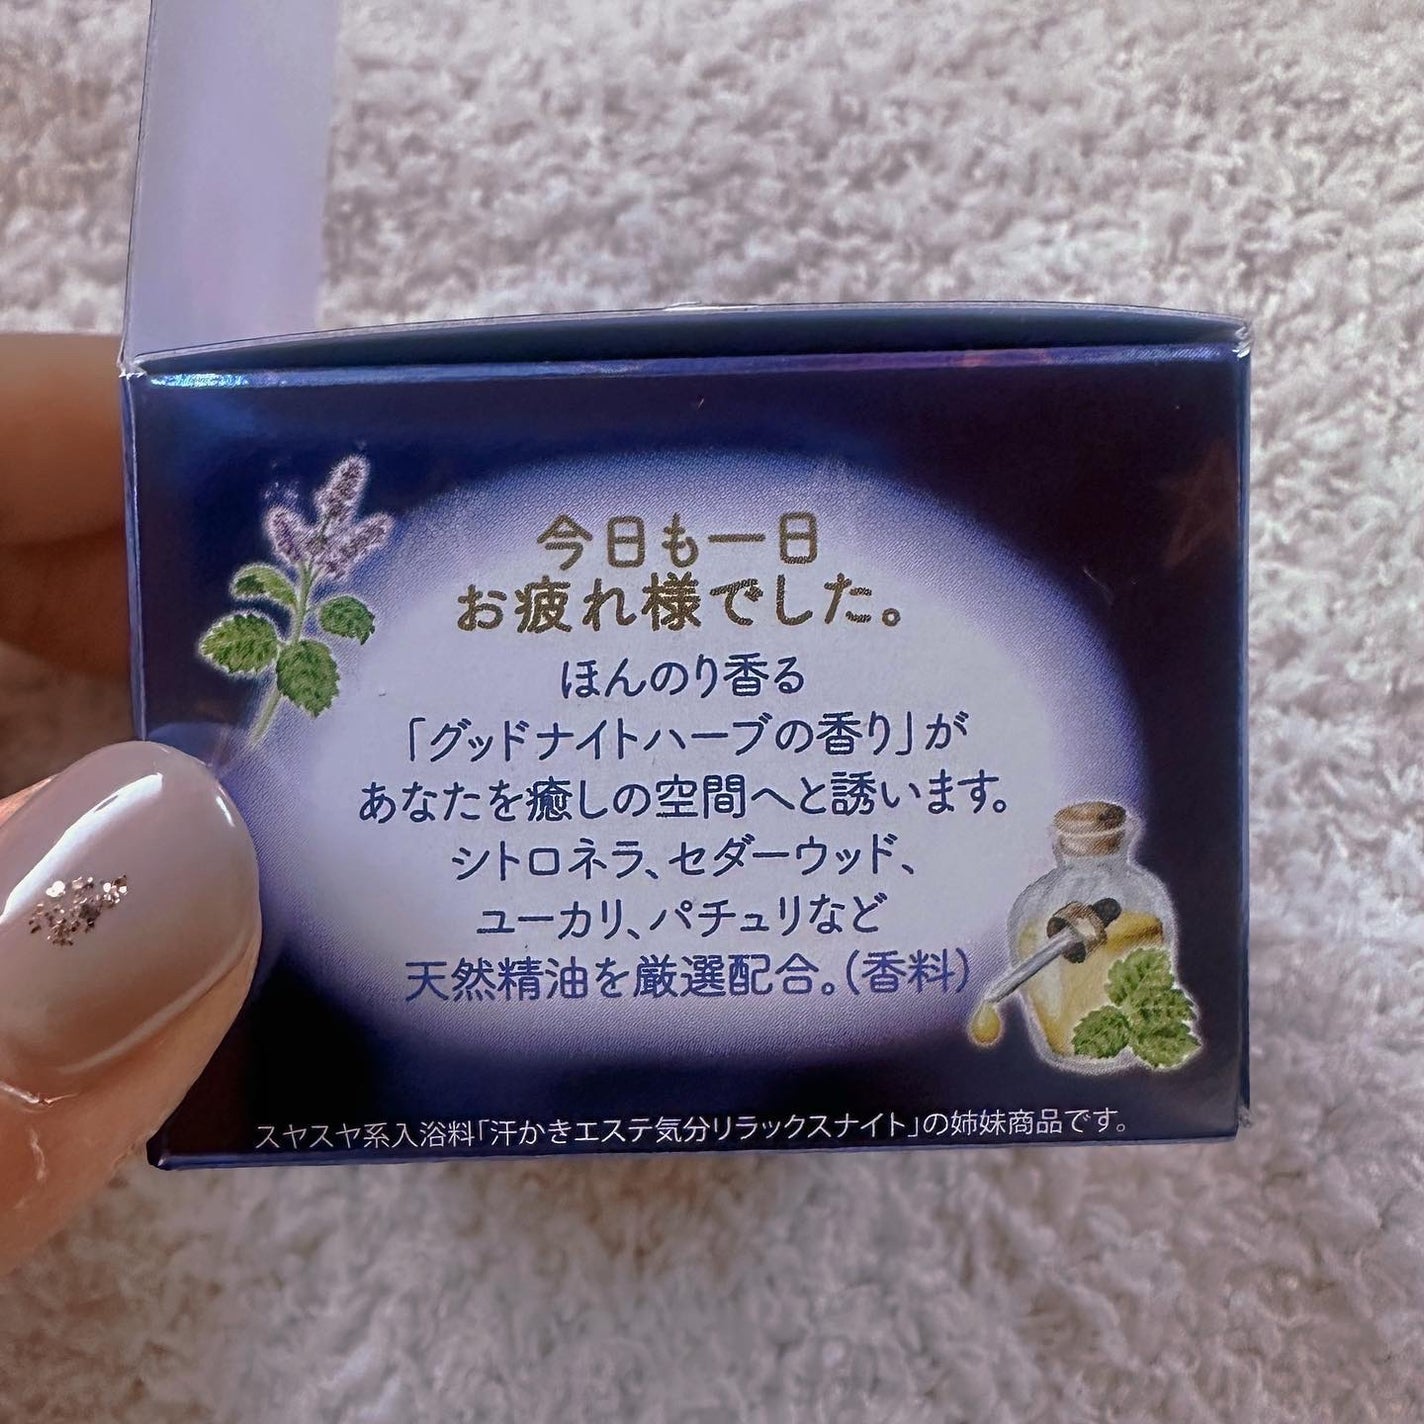 今日も一日
お疲れ様でした。
ほんのり香る
「グッドナイトハーブの香り」が
あなたを癒しの空間へと誘います。
シトロネラ、セダーウッド、
ユーカリ、パチュリなど
天然精油を厳選配合。(香料)
スヤスヤ系入浴料「汗かきエステ気分リラックスナイト」の姉妹商品です。